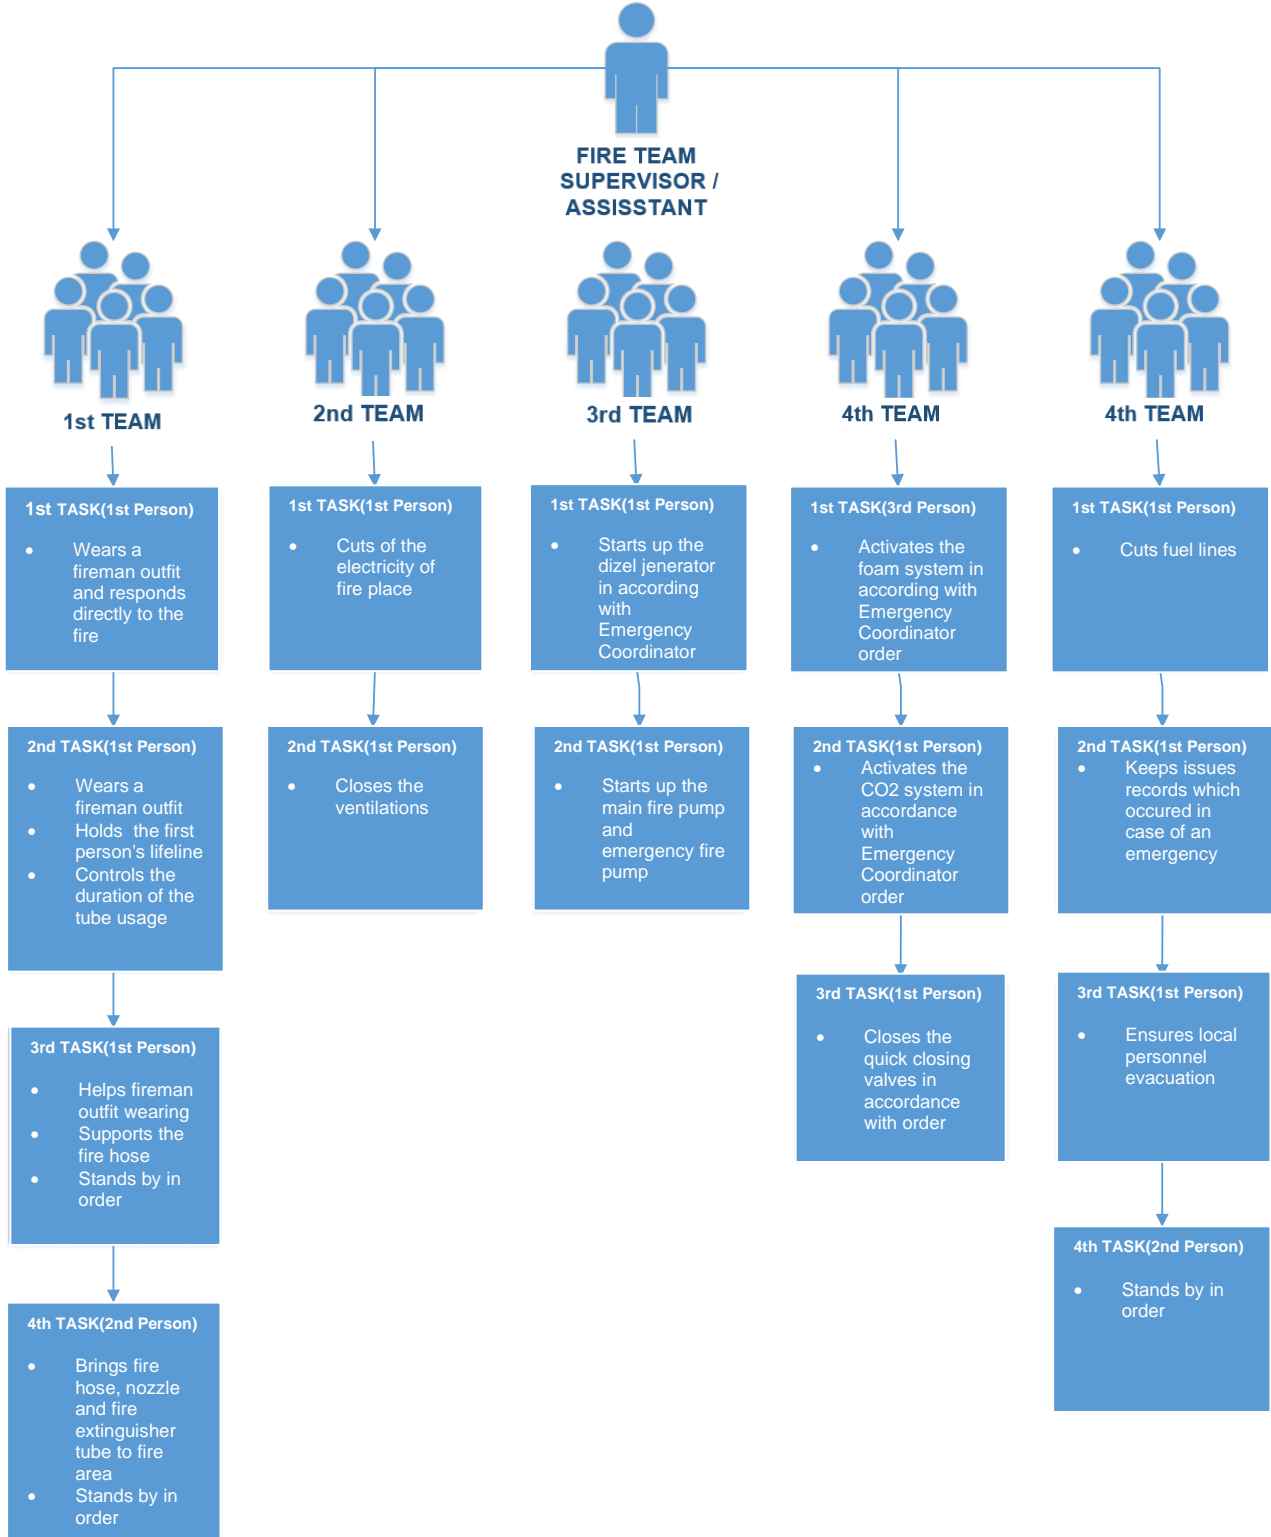 FIRE TEAM
SUPERVISOR /
ASSISSTANT
1st TEAM
1st TASK(1st Person)
• Wears a
fireman outfit
and responds
directly to the
fire
2nd TASK(1st Person)
• Wears a
fireman outfit
• Holds the first
person's lifeline
• Controls the
duration of the
tube usage
3rd TASK(1st Person)
• Helps fireman
outfit wearing
• Supports the
fire hose
• Stands by in
order
4th TASK(2nd Person)
• Brings fire
hose, nozzle
and fire
extinguisher
tube to fire
area
• Stands by in
order
2nd TEAM
1st TASK(1st Person)
• Cuts of the
electricity of
fire place
2nd TASK(1st Person)
• Closes the
ventilations
3rd TEAM
1st TASK(1st Person)
• Starts up the
dizel jenerator
in according
with
Emergency
Coordinator
2nd TASK(1st Person)
• Starts up the
main fire pump
and
emergency fire
pump
4th TEAM
1st TASK(3rd Person)
• Activates the
foam system in
according with
Emergency
Coordinator
order
2nd TASK(1st Person)
• Activates the
CO2 system in
accordance
with
Emergency
Coordinator
order
3rd TASK(1st Person)
• Closes the
quick closing
valves in
accordance
with order
4th TEAM
1st TASK(1st Person)
• Cuts fuel lines
2nd TASK(1st Person)
• Keeps issues
records which
occured in
case of an
emergency
3rd TASK(1st Person)
• Ensures local
personnel
evacuation
4th TASK(2nd Person)
• Stands by in
order